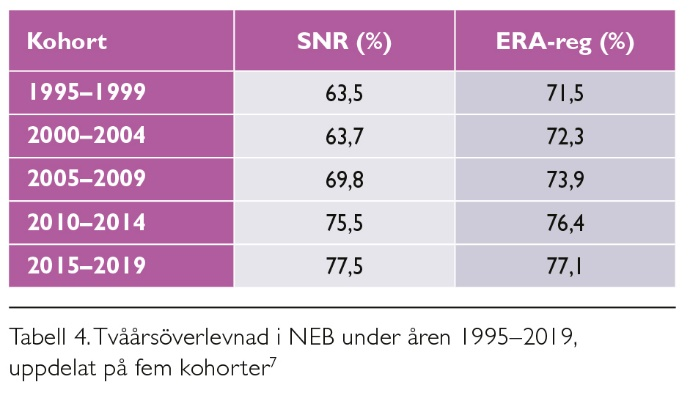 Kohort SNR (%) ERA-reg (%)
1995–1999 63,5 71,5
2000–2004 63,7 72,3
2005–2009 69,8 73,9
2010–2014 75,5 76,4
2015–2019 77,5 77,1
Tabell 4. Tvåårsöverlevnad i NEB under åren 1995–2019,
uppdelat på fem kohorter⁷